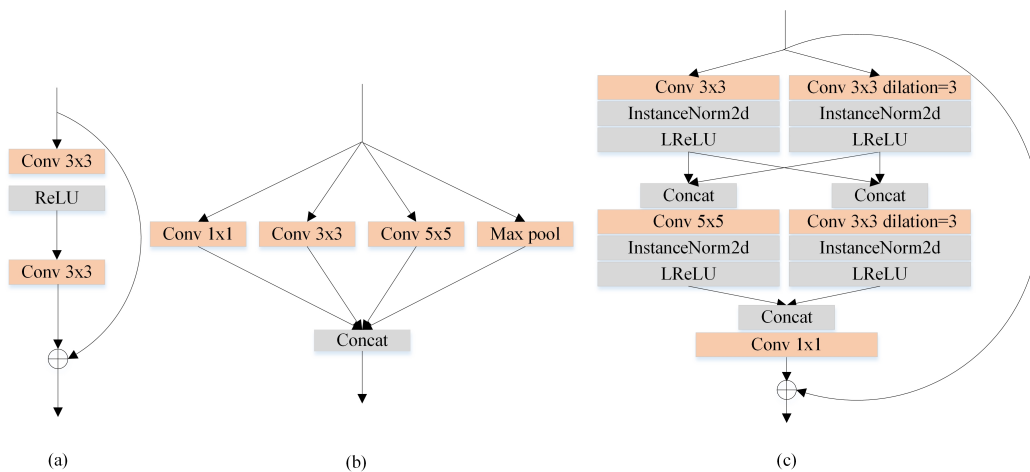 Conv 3x3
ReLU
Conv 3x3
(a)
Conv 1x1
Conv 3x3
Conv 5x5
Max pool
Concat
(b)
Conv 3x3
Conv 3x3 dilation=3
InstanceNorm2d
InstanceNorm2d
LReLU
LReLU
Concat
Concat
Conv 5x5
Conv 3x3 dilation=3
InstanceNorm2d
InstanceNorm2d
LReLU
LReLU
Concat
Conv 1x1
(c)